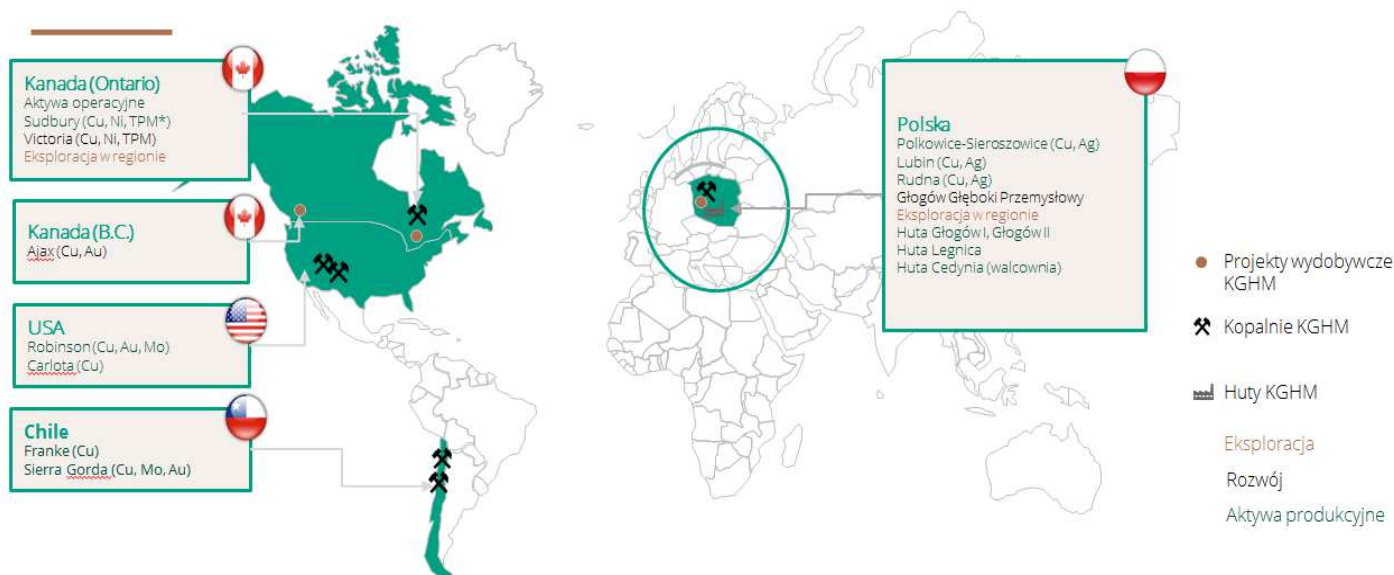 Kanada (Ontario)
Aktywa operacyjne
Sudbury (Cu, Ni, TPM*)
Victoria (Cu, Ni, TPM)
Eksploracja w regionie
Kanada (B.C.)
Ajax (Cu, Au)
USA
Robinson (Cu, Au, Mo)
Carlota (Cu)
Chile
Franke (Cu)
Sierra Gorda (Cu, Mo, Au)
Polska
Polkowice-Sieroszowice (Cu, Ag)
Lubin (Cu, Ag)
Rudna (Cu, Ag)
Głogów Głęboki Przemysłowy
Eksploracja w regionie
Huta Głogów I, Głogów II
Huta Legnica
Huta Cedynia (walcownia)
Projekty wydobywcze
KGHM
Kopalnie KGHM
Huty KGHM
Eksploracja
Rozwój
Aktywa produkcyjne